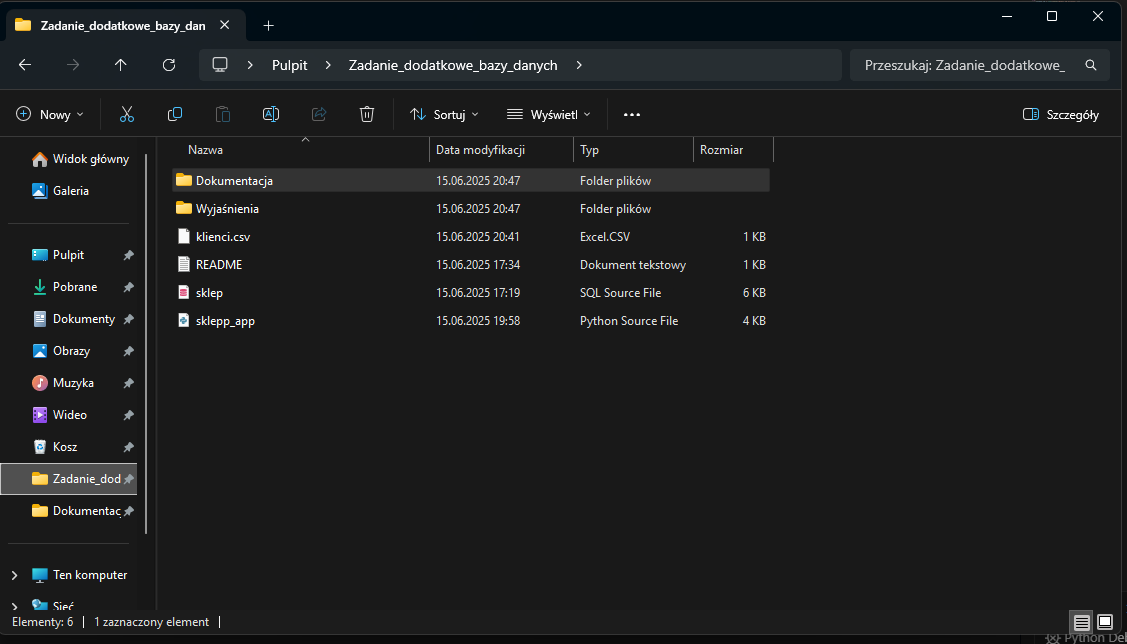 Zadanie_dodatkowe_bazy_dan
Pulpit
Zadanie_dodatkowe_bazy_danych
Przeszukaj: Zadanie_dodatkowe_
Nowy
Sortuj
Wyświetl
Szczegóły
Widok główny
Galeria
Pulpit
Pobrane
Dokumenty
Obrazy
Muzyka
Wideo
Kosz
Zadanie_dod
Dokumentac
Ten komputer
Sieć
Nazwa Data modyfikacji Typ Rozmiar
Dokumentacja 15.06.2025 20:47 Folder plików
Wyjaśnienia 15.06.2025 20:47 Folder plików
klienci.csv 15.06.2025 20:41 Excel.CSV 1 KB
README 15.06.2025 17:34 Dokument tekstowy 1 KB
sklep 15.06.2025 17:19 SQL Source File 6 KB
sklepp_app 15.06.2025 19:58 Python Source File 4 KB
Elementy: 6 1 zaznaczony element
Python De